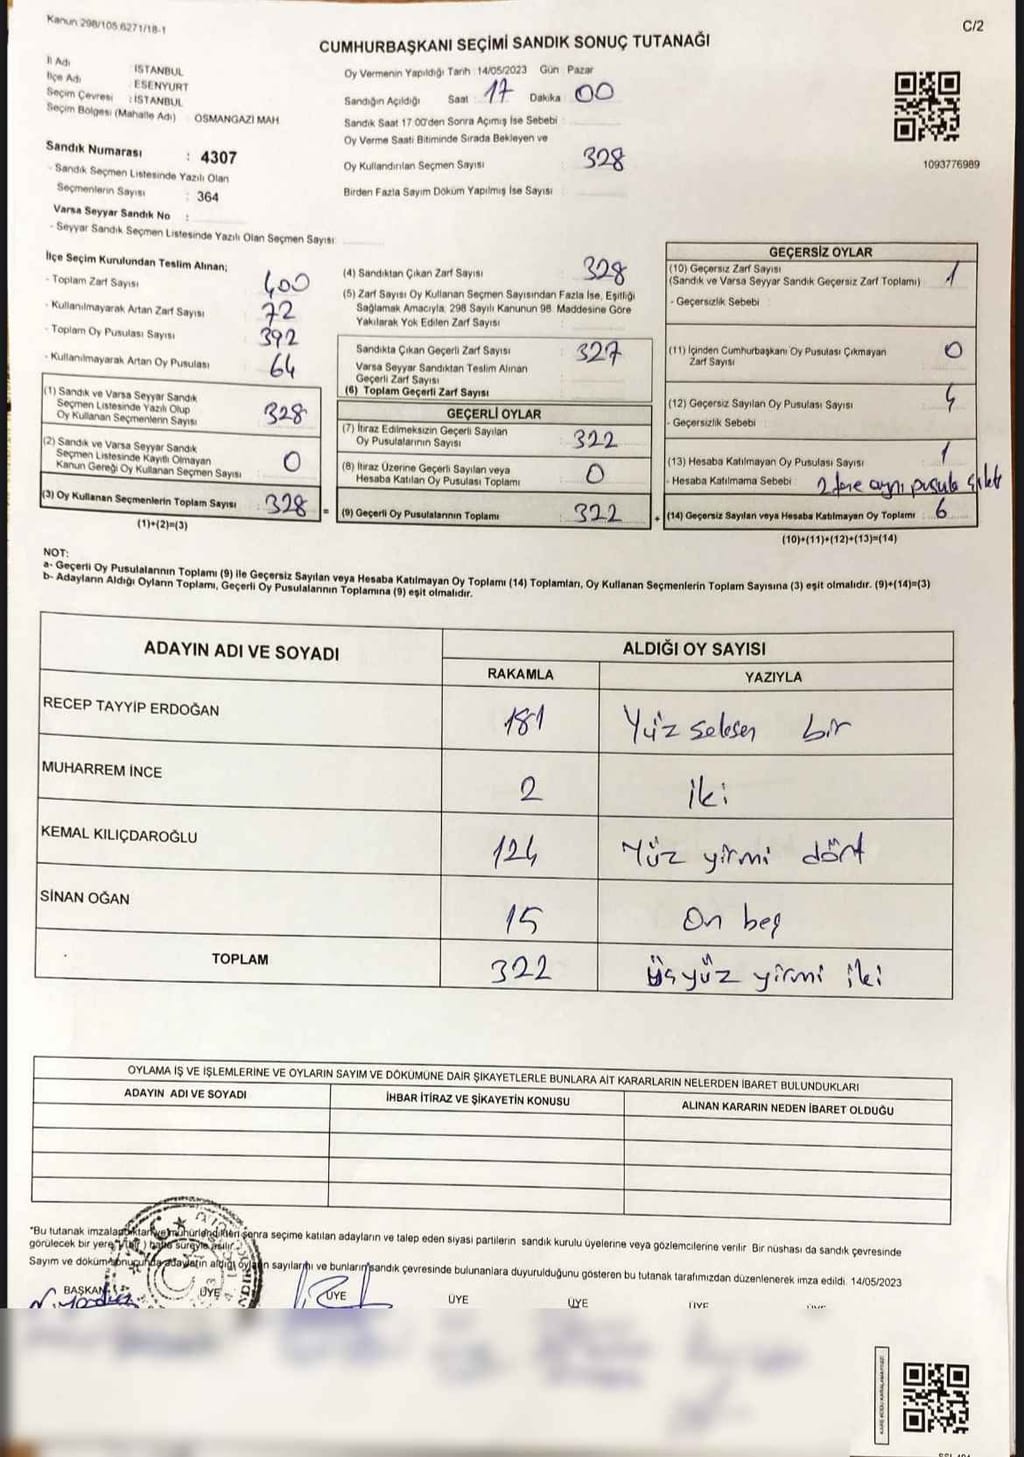 Kanun 298/105 6271/18-1
C/2
CUMHURBAŞKANI SEÇİMİ SANDIK SONUÇ TUTANAĞI
İl Adı İSTANBUL
İlçe Adı ESENYURT
Seçim Çevresi : İSTANBUL
Seçim Bölgesi (Mahalle Adı) OSMANGAZİ MAH
Sandık Numarası : 4307
- Sandık Seçmen Listesinde Yazılı Olan
Seçmenlerin Sayısı : 364
Varsa Seyyar Sandık No :
- Seyyar Sandık Seçmen Listesinde Yazılı Olan Seçmen Sayısı:
Oy Vermenin Yapıldığı Tarih :14/05/2023 Gün Pazar
Sandığın Açıldığı Saat 17 Dakika 00
Sandık Saat 17:00'den Sonra Açımış İse Sebebi
Oy Verme Saati Bitiminde Sırada Bekleyen ve
Oy Kullandırılan Seçmen Sayısı 328
Birden Fazla Sayım Döküm Yapılmış İse Sayısı
1093776989
İlçe Seçim Kurulundan Teslim Alınan;
- Toplam Zarf Sayısı 400
- Kullanılmayarak Artan Zarf Sayısı 72
- Toplam Oy Pusulası Sayısı 392
- Kullanılmayarak Artan Oy Pusulası 64
(1) Sandık ve Varsa Seyyar Sandık
Seçmen Listesinde Yazılı Olup
Oy Kullanan Seçmenlerin Sayısı 328
(2) Sandık ve Varsa Seyyar Sandık
Seçmen Listesinde Kayıtlı Olmayan
Kanun Gereği Oy Kullanan Seçmen Sayısı 0
(3) Oy Kullanan Seçmenlerin Toplam Sayısı 328 =
(1)+(2)=(3)
(4) Sandıktan Çıkan Zarf Sayısı 328
(5) Zarf Sayısı Oy Kullanan Seçmen Sayısından Fazla İse, Eşitliği
Sağlamak Amacıyla, 298 Sayılı Kanunun 98. Maddesine Göre
Yakılarak Yok Edilen Zarf Sayısı
Sandıkta Çıkan Geçerli Zarf Sayısı 327
Varsa Seyyar Sandıktan Teslim Alınan
Geçerli Zarf Sayısı
(6) Toplam Geçerli Zarf Sayısı
GEÇERLİ OYLAR
(7) İtiraz Edilmeksizin Geçerli Sayılan
Oy Pusulalarının Sayısı 322
(8) İtiraz Üzerine Geçerli Sayılan veya
Hesaba Katılan Oy Pusulası Toplamı 0
(9) Geçerli Oy Pusulalarının Toplamı 322 +
GEÇERSİZ OYLAR
(10) Geçersiz Zarf Sayısı 1
(Sandık ve Varsa Seyyar Sandık Geçersiz Zarf Toplamı)
- Geçersizlik Sebebi
(11) İçinden Cumhurbaşkanı Oy Pusulası Çıkmayan
Zarf Sayısı 0
(12) Geçersiz Sayılan Oy Pusulası Sayısı
- Geçersizlik Sebebi
(13) Hesaba Katılmayan Oy Pusulası Sayısı 1
- Hesaba Katılmama Sebebi 2 tane aynı pusula
(14) Geçersiz Sayılan veya Hesaba Katılmayan Oy Toplamı 6
(10)+(11)+(12)+(13)=(14)
NOT:
a- Geçerli Oy Pusulalarının Toplamı (9) ile Geçersiz Sayılan veya Hesaba Katılmayan Oy Toplamı (14) Toplamları, Oy Kullanan Seçmenlerin Toplam Sayısına (3) eşit olmalıdır. (9)+(14)=(3)
b- Adayların Aldığı Oyların Toplamı, Geçerli Oy Pusulalarının Toplamına (9) eşit olmalıdır.
ADAYIN ADI VE SOYADI ALDIĞI OY SAYISI
RAKAMLA YAZIYLA
RECEP TAYYİP ERDOĞAN 181 Yüz seksen bir
MUHARREM İNCE 2 iki
KEMAL KILIÇDAROĞLU 124 Yüz yirmi dört
SİNAN OĞAN 15 On beş
TOPLAM 322 üçyüz yirmi iki
OYLAMA İŞ VE İŞLEMLERİNE VE OYLARIN SAYIM VE DÖKÜMÜNE DAİR ŞİKAYETLERLE BUNLARA AİT KARARLARIN NELERDEN İBARET BULUNDUKLARI
ADAYIN ADI VE SOYADI İHBAR İTİRAZ VE ŞİKAYETİN KONUSU ALINAN KARARIN NEDEN İBARET OLDUĞU
"Bu tutanak imzalandıktan ve mühürlendikten sonra seçime katılan adayların ve talep eden siyasi partilerin sandık kurulu üyelerine veya gözlemcilerine verilir Bir nüshası da sandık çevresinde
görülecek bir yere (1 (bir) hafta süreyle asılır."
Sayım ve döküm sonucunda adayların aldığı oyların sayılarını ve bunların sandık çevresinde bulunanlara duyurulduğunu gösteren bu tutanak tarafımızdan düzenlenerek imza edildi. 14/05/2023
BAŞKAN ÜYE ÜYE ÜYE ÜYE ÜYE